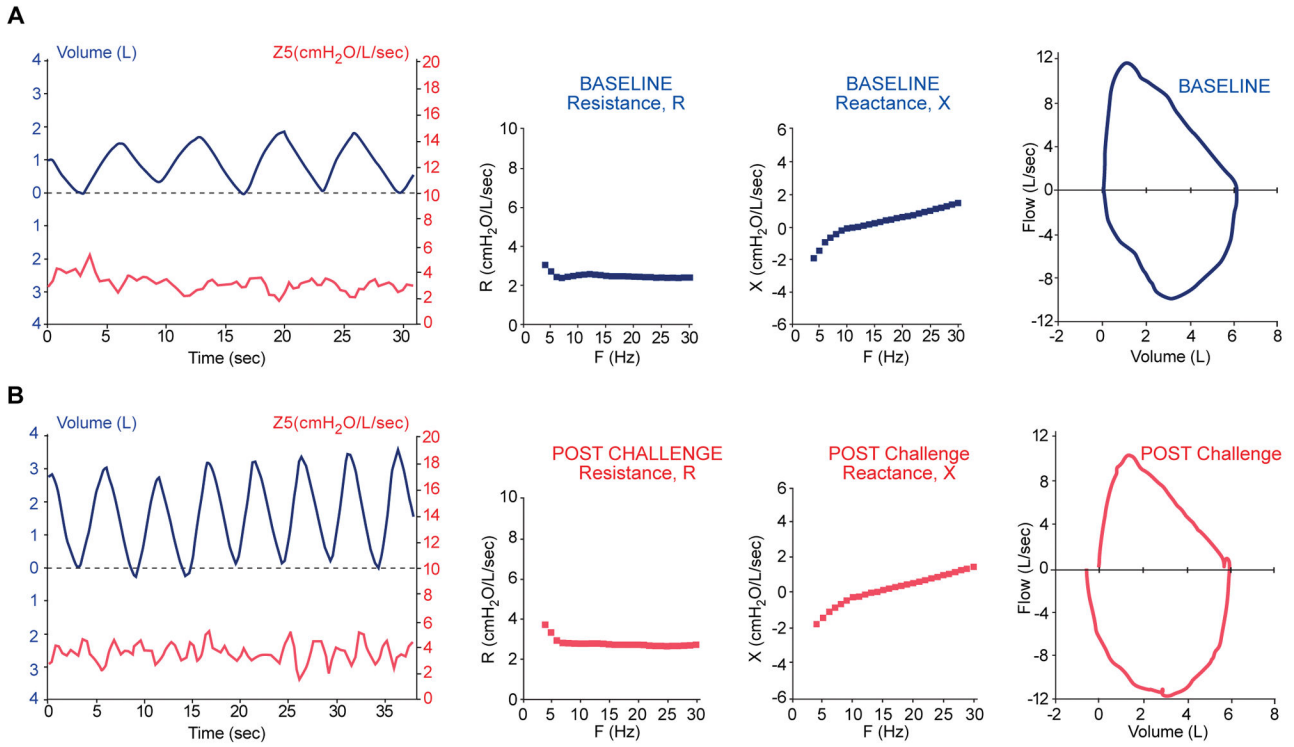 A
Volume (L)
Z5(cmH₂O/L/sec)
4
3
2
1
0
1
2
3
4
20
18
16
14
12
10
8
6
4
2
0
0 5 10 15 20 25 30
Time (sec)
BASELINE
Resistance, R
R (cmH₂O/L/sec)
10
8
6
4
2
0
0 5 10 15 20 25 30
F (Hz)
BASELINE
Reactance, X
X (cmH₂O/L/sec)
6
4
2
0
-2
-4
-6
0 5 10 15 20 25 30
F (Hz)
BASELINE
Flow (L/sec)
12
8
4
0
-4
-8
-12
-2 0 2 4 6 8
Volume (L)
B
Volume (L)
Z5(cmH₂O/L/sec)
4
3
2
1
0
1
2
3
4
20
18
16
14
12
10
8
6
4
2
0
0 5 10 15 20 25 30 35
Time (sec)
POST CHALLENGE
Resistance, R
R (cmH₂O/L/sec)
10
8
6
4
2
0
0 5 10 15 20 25 30
F (Hz)
POST Challenge
Reactance, X
X (cmH₂O/L/sec)
6
4
2
0
-2
-4
-6
0 5 10 15 20 25 30
F (Hz)
POST Challenge
Flow (L/sec)
12
8
4
0
-4
-8
-12
-2 0 2 4 6 8
Volume (L)